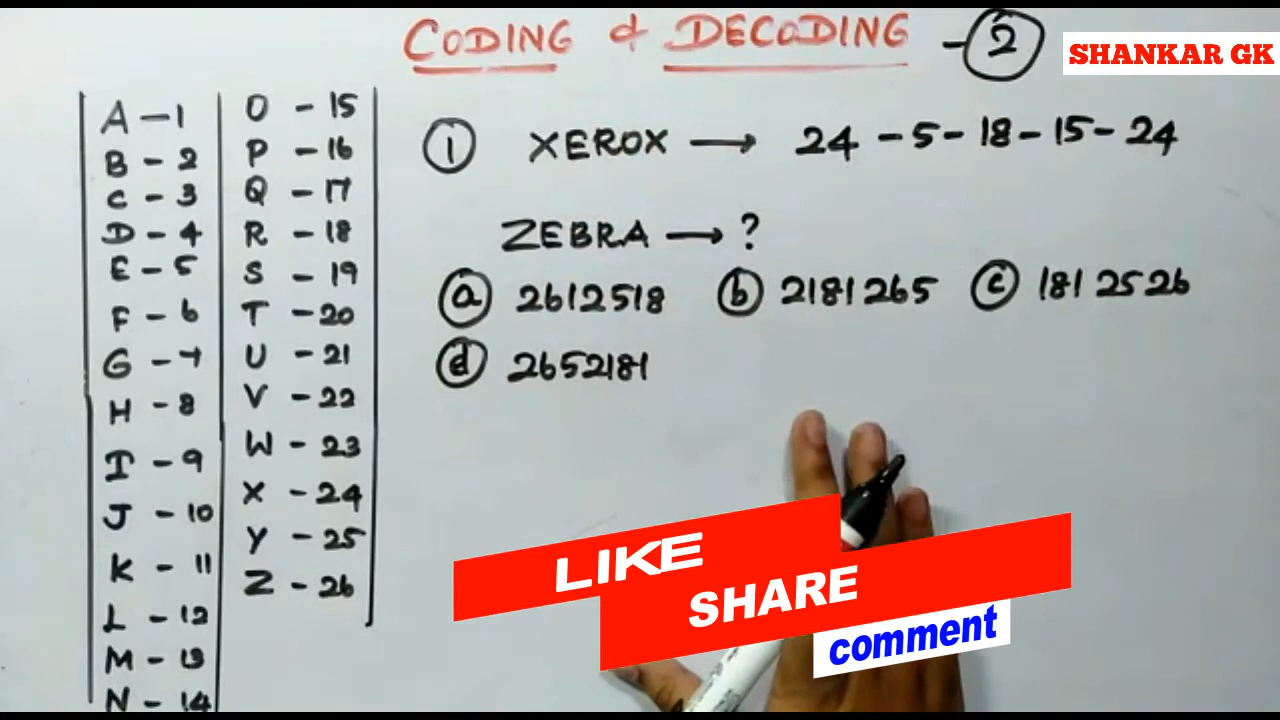 CODING & DECODING - 2
SHANKAR GK
A - 1
B - 2
C - 3
D - 4
E - 5
F - 6
G - 7
H - 8
I - 9
J - 10
K - 11
L - 12
M - 13
N - 14
O - 15
P - 16
Q - 17
R - 18
S - 19
T - 20
U - 21
V - 22
W - 23
X - 24
Y - 25
Z - 26
1 XEROX → 24 - 5 - 18 - 15 - 24
ZEBRA → ?
a 2612518 b 2181265 c 1812526
d 2652181
LIKE
SHARE
comment